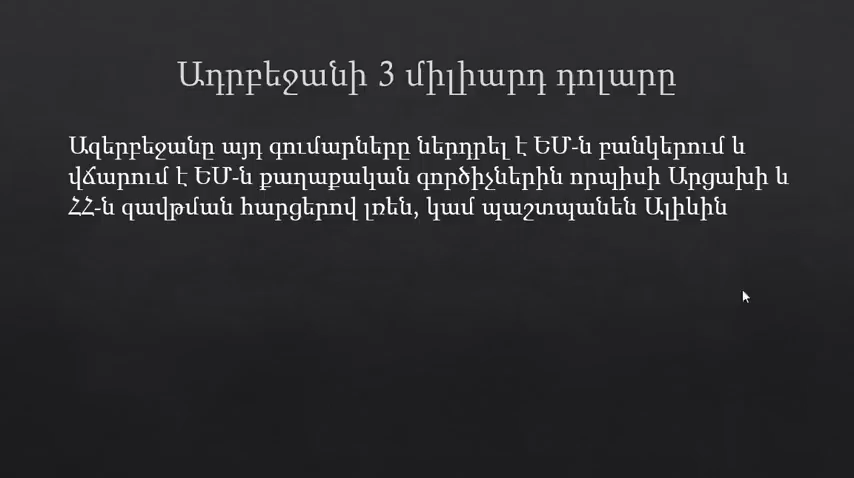 Ադրբեջանի 3 միլիարդ դոլարը
Ազերբեջանը այդ գումարները ներդրել է ԵՄ-ն բանկերում և
վճարում է ԵՄ-ն քաղաքական գործիչներին որպիսի Արցախի և
ՀՀ-ն զավթման հարցերով լռեն, կամ պաշտպանեն Ալիևին